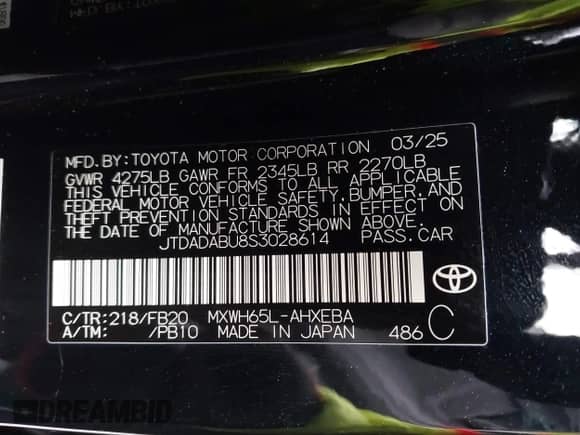 MFD. BY: TOYOTA MOTOR CORPORATION 03/25
GVWR 4275LB GAWR FR 2345LB RR 2270LB
THIS VEHICLE CONFORMS TO ALL APPLICABLE
FEDERAL MOTOR VEHICLE SAFETY, BUMPER, AND
THEFT PREVENTION STANDARDS IN EFFECT ON
THE DATE OF MANUFACTURE SHOWN ABOVE.
JTDADABU8S3028614 PASS. CAR
C/TR: 218/FB20 MXWH65L-AHXEBA
A/TM: /PB10 MADE IN JAPAN 486 C
DREAMBID